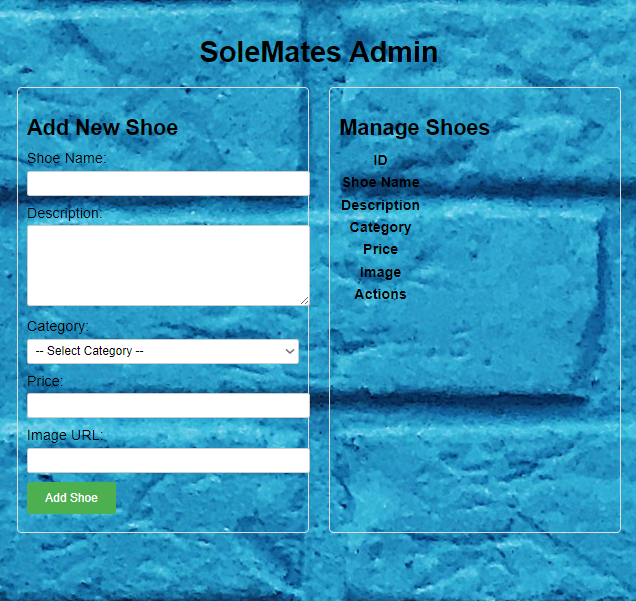 SoleMates Admin
Add New Shoe
Shoe Name:
Description:
Category:
-- Select Category --
Price:
Image URL:
Add Shoe
Manage Shoes
ID
Shoe Name
Description
Category
Price
Image
Actions